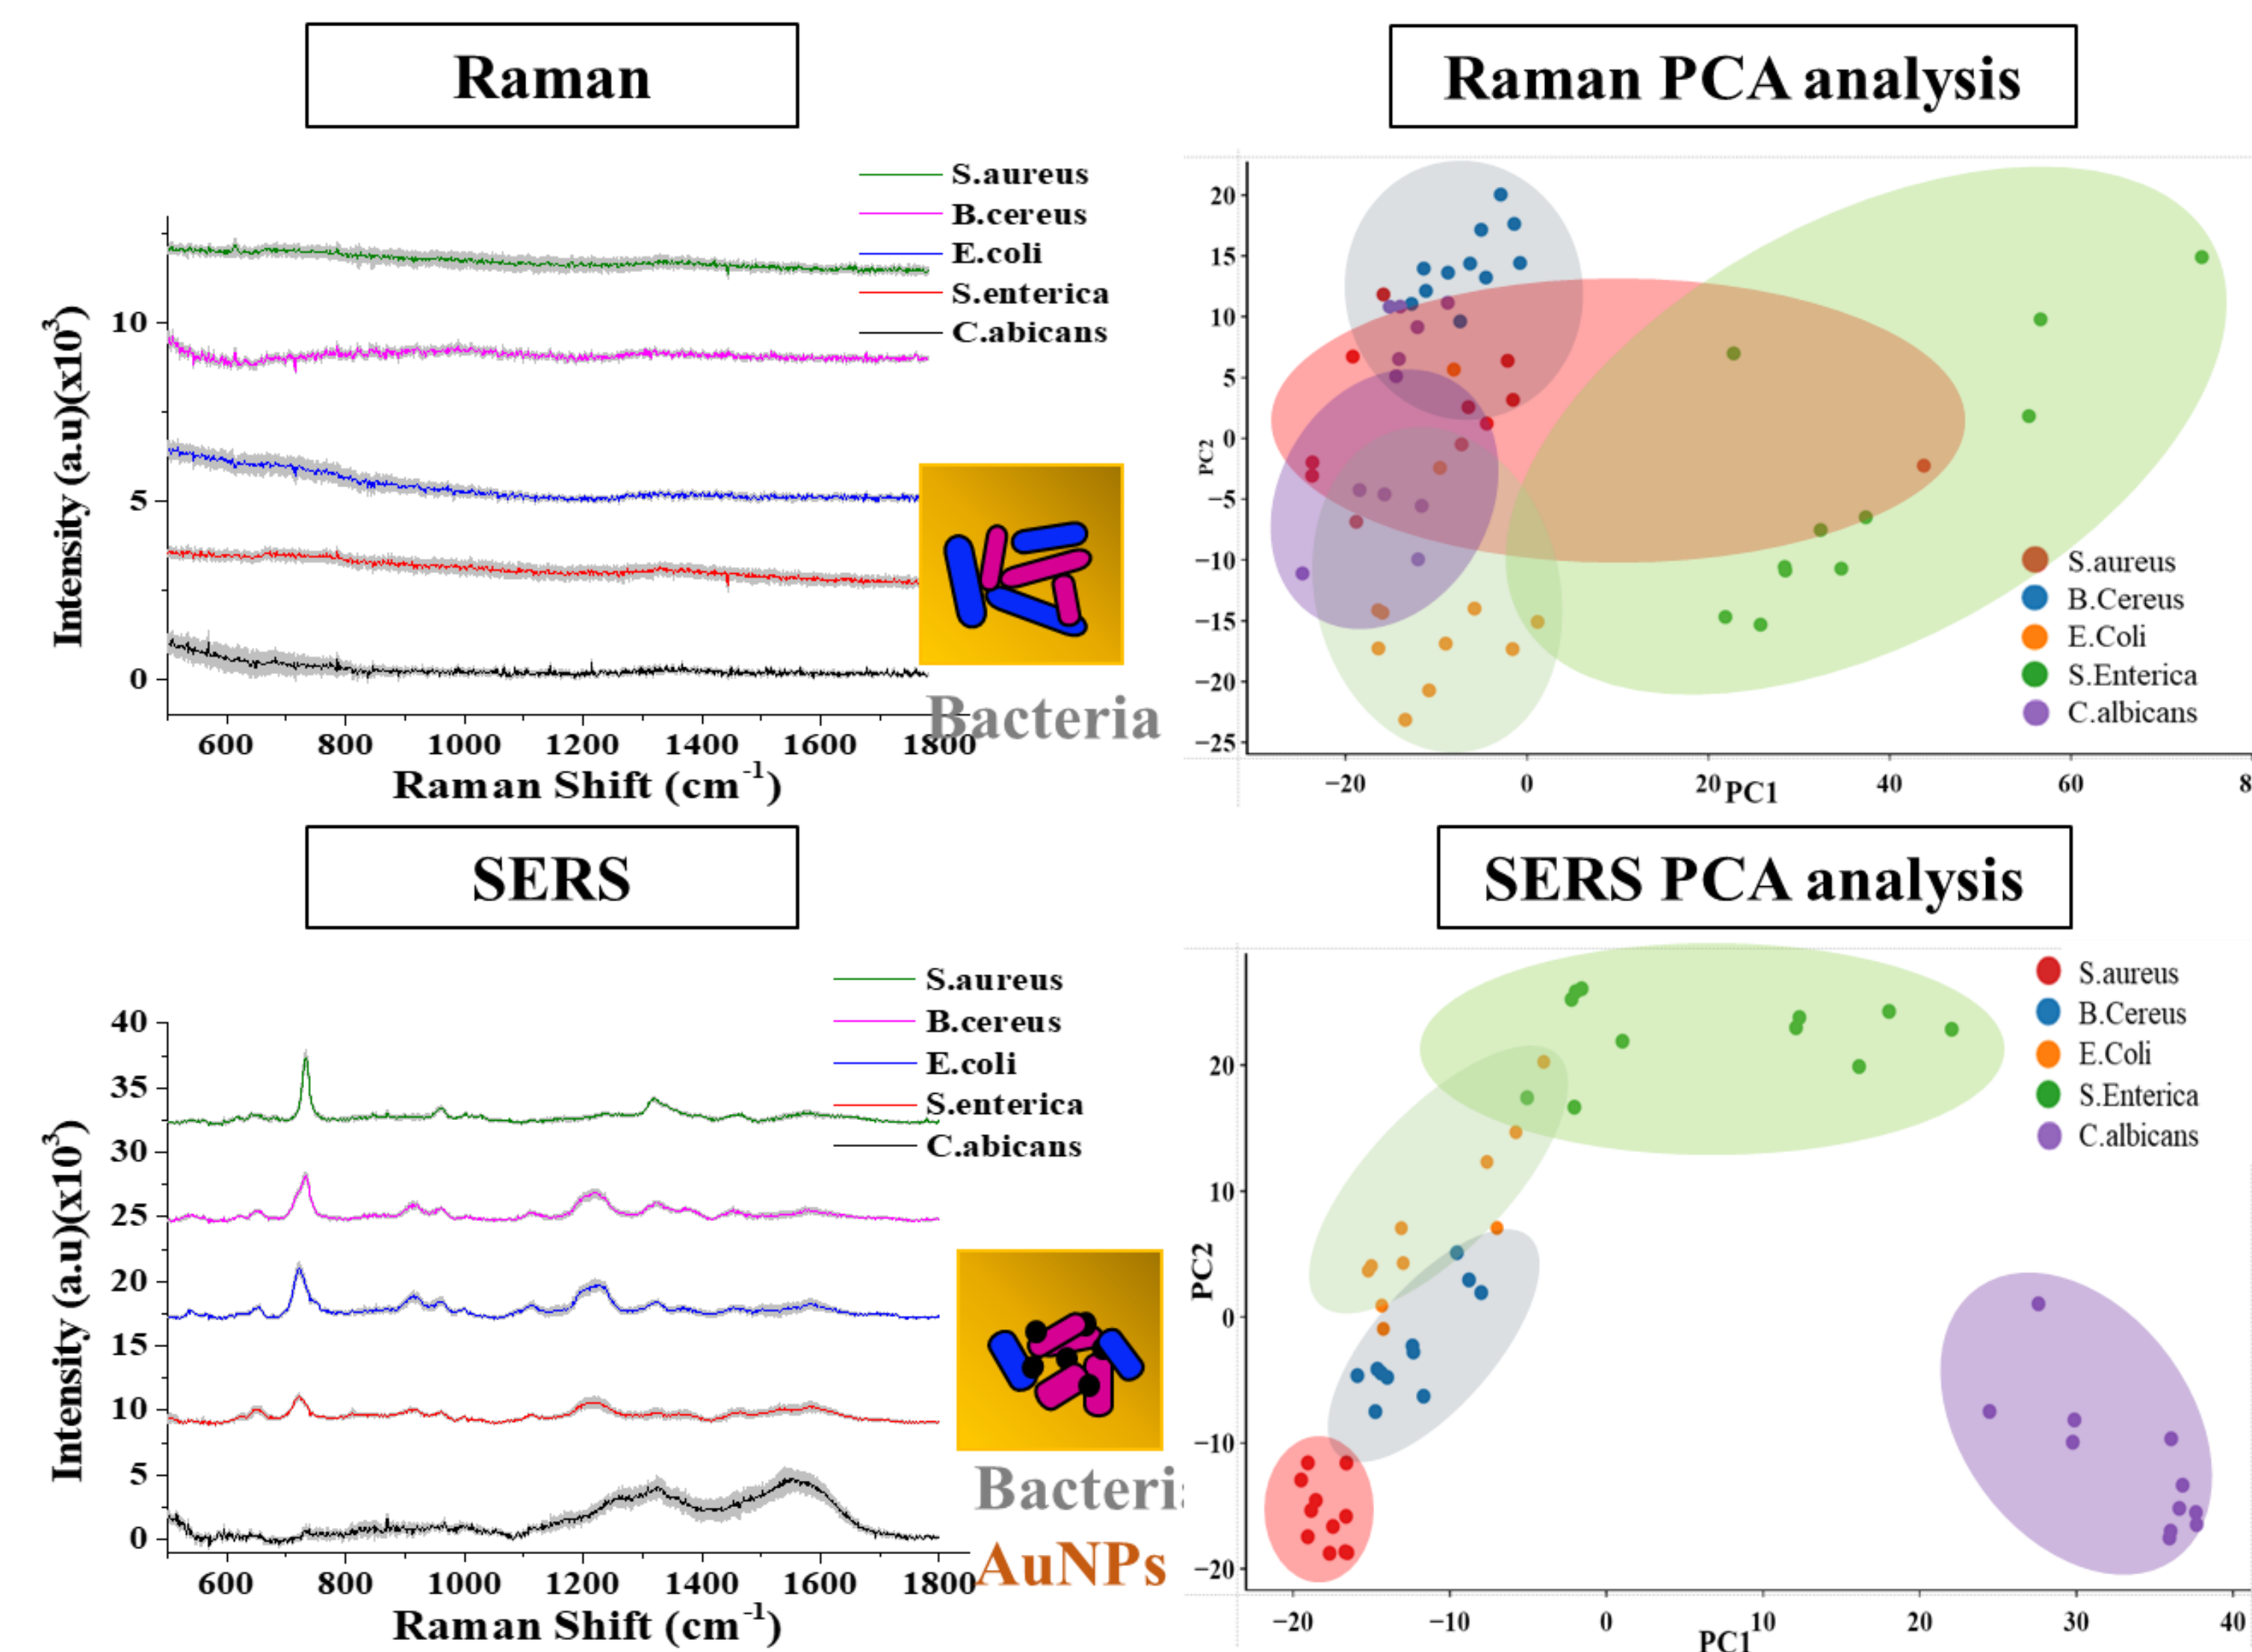 Raman
S.aureus
B.cereus
E.coli
S.enterica
C.abicans
Intensity (a.u)(x10³
10
5
0
600 800 1000 1200 1400 1600 1800
Raman Shift (cm⁻¹)
Bacteria
Raman PCA analysis
20
15
10
5
0
−5
−10
−15
−20
−25
PC2
S.aureus
B.Cereus
E.Coli
S.Enterica
C.albicans
−20 0 20 40 60 8
PC1
SERS
S.aureus
B.cereus
E.coli
S.enterica
C.abicans
Intensity (a.u)(x10³
40
35
30
25
20
15
10
5
0
600 800 1000 1200 1400 1600 1800
Raman Shift (cm⁻¹)
Bacteri
AuNPs
SERS PCA analysis
S.aureus
B.Cereus
E.Coli
S.Enterica
C.albicans
20
10
0
−10
−20
PC2
−20 −10 0 10 20 30 40
PC1